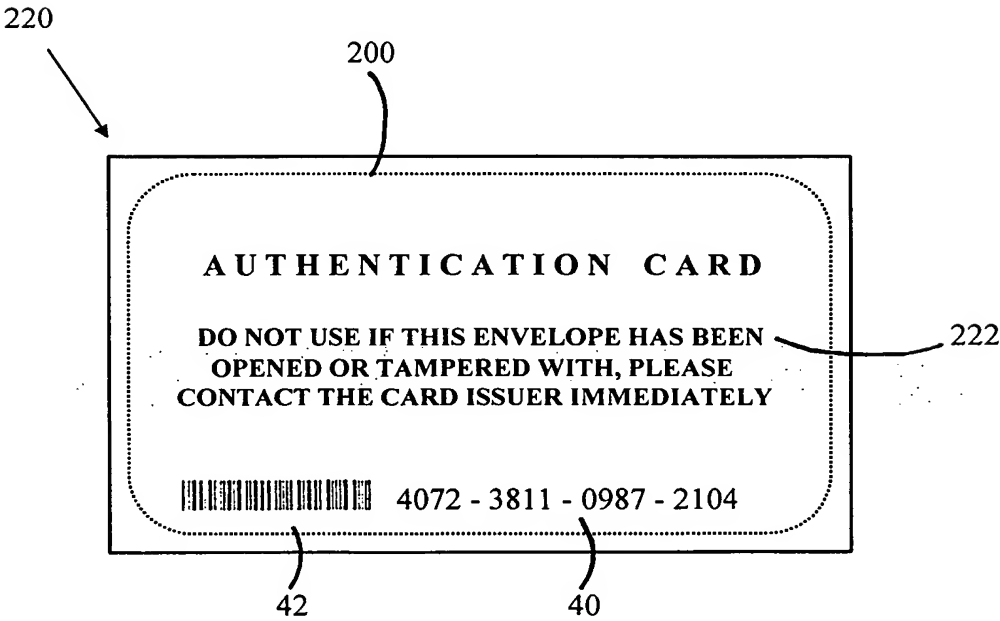 220
200
AUTHENTICATION CARD
DO NOT USE IF THIS ENVELOPE HAS BEEN
222
OPENED OR TAMPERED WITH, PLEASE
CONTACT THE CARD ISSUER IMMEDIATELY
4072 - 3811 - 0987 - 2104
42
40